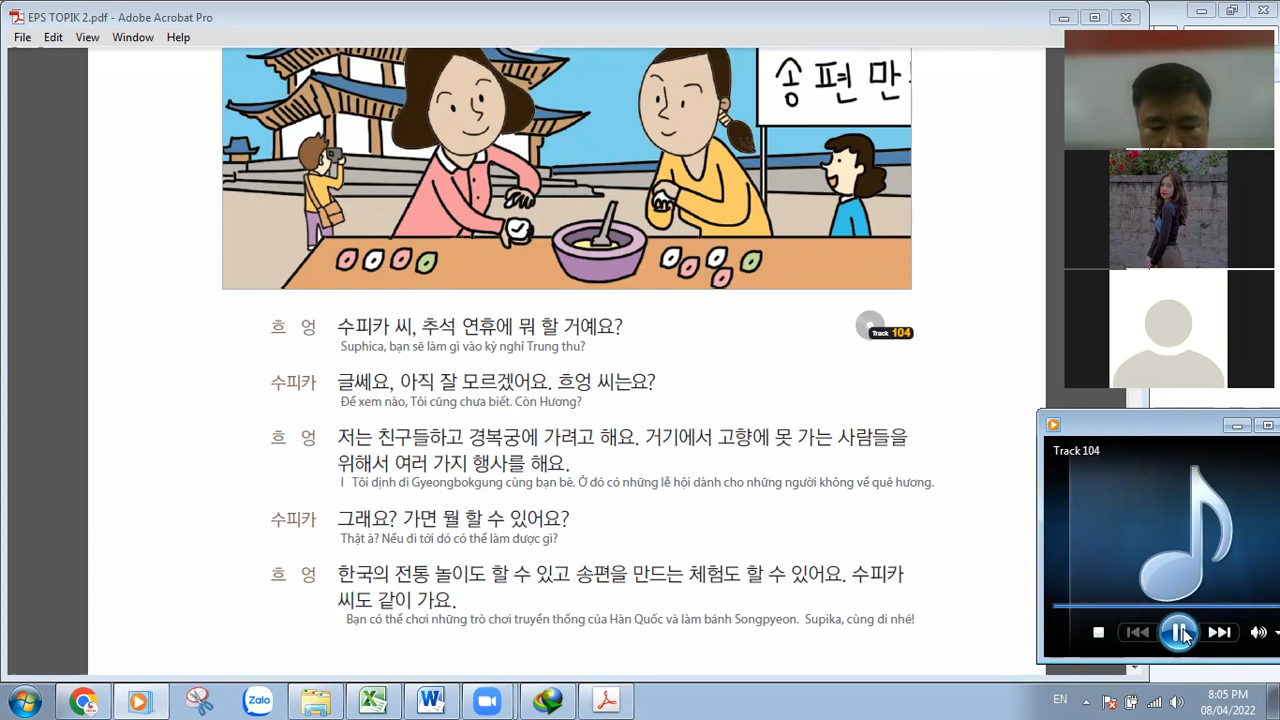 EPS TOPIK 2.pdf - Adobe Acrobat Pro
File Edit View Window Help
송편만
흐 엉 수피카 씨, 추석 연휴에 뭐 할 거예요?
Track 104
Suphica, bạn sẽ làm gì vào kỳ nghỉ Trung thu?
수피카 글쎄요, 아직 잘 모르겠어요. 흐엉 씨는요?
Để xem nào, Tôi cũng chưa biết. Còn Hương?
흐 엉 저는 친구들하고 경복궁에 가려고 해요. 거기에서 고향에 못 가는 사람들을
위해서 여러 가지 행사를 해요.
I Tôi dịnh di Gyeongbokgung cùng bạn bè. Ở dó có những lễ hội dành cho những người không về quê hương.
수피카 그래요? 가면 뭘 할 수 있어요?
Thật à? Nếu di tới dó có thể làm dược gì?
흐 엉 한국의 전통 놀이도 할 수 있고 송편을 만드는 체험도 할 수 있어요. 수피카
씨도 같이 가요.
Bạn có thể chơi những trò chơi truyền thống của Hàn Quốc và làm bánh Songpyeon. Supika, cùng di nhé!
Track 104
Zalo
EN
8:05 PM
08/04/2022